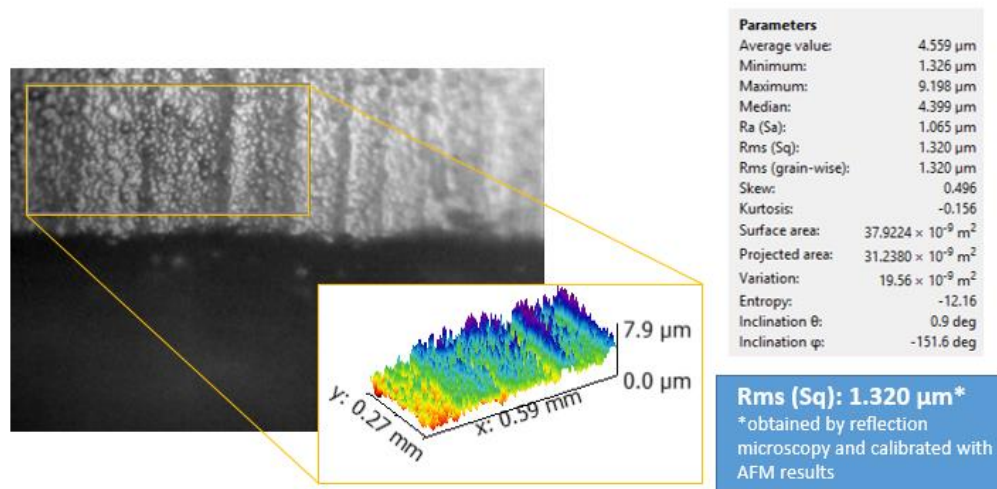 Parameters
Average value: 4.559 µm
Minimum: 1.326 µm
Maximum: 9.198 µm
Median: 4.399 µm
Ra (Sa): 1.065 µm
Rms (Sq): 1.320 µm
Rms (grain-wise): 1.320 µm
Skew: 0.496
Kurtosis: -0.156
Surface area: 37.9224 × 10⁻⁹ m²
Projected area: 31.2380 × 10⁻⁹ m²
Variation: 19.56 × 10⁻⁹ m²
Entropy: -12.16
Inclination θ: 0.9 deg
Inclination φ: -151.6 deg
7.9 µm
0.0 µm
x: 0.59 mm
y: 0.27 mm
Rms (Sq): 1.320 µm*
*obtained by reflection
microscopy and calibrated with
AFM results